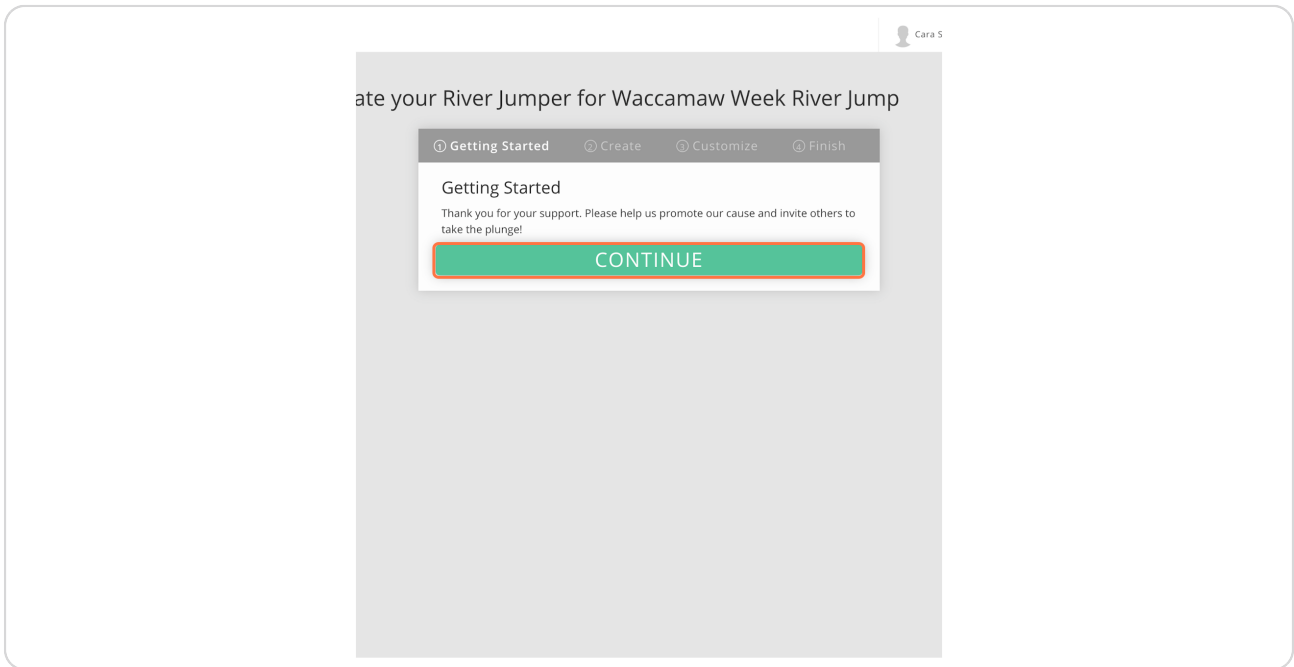 Cara S
ate your River Jumper for Waccamaw Week River Jump
1 Getting Started 2 Create 3 Customize 4 Finish
Getting Started
Thank you for your support. Please help us promote our cause and invite others to
take the plunge!
CONTINUE